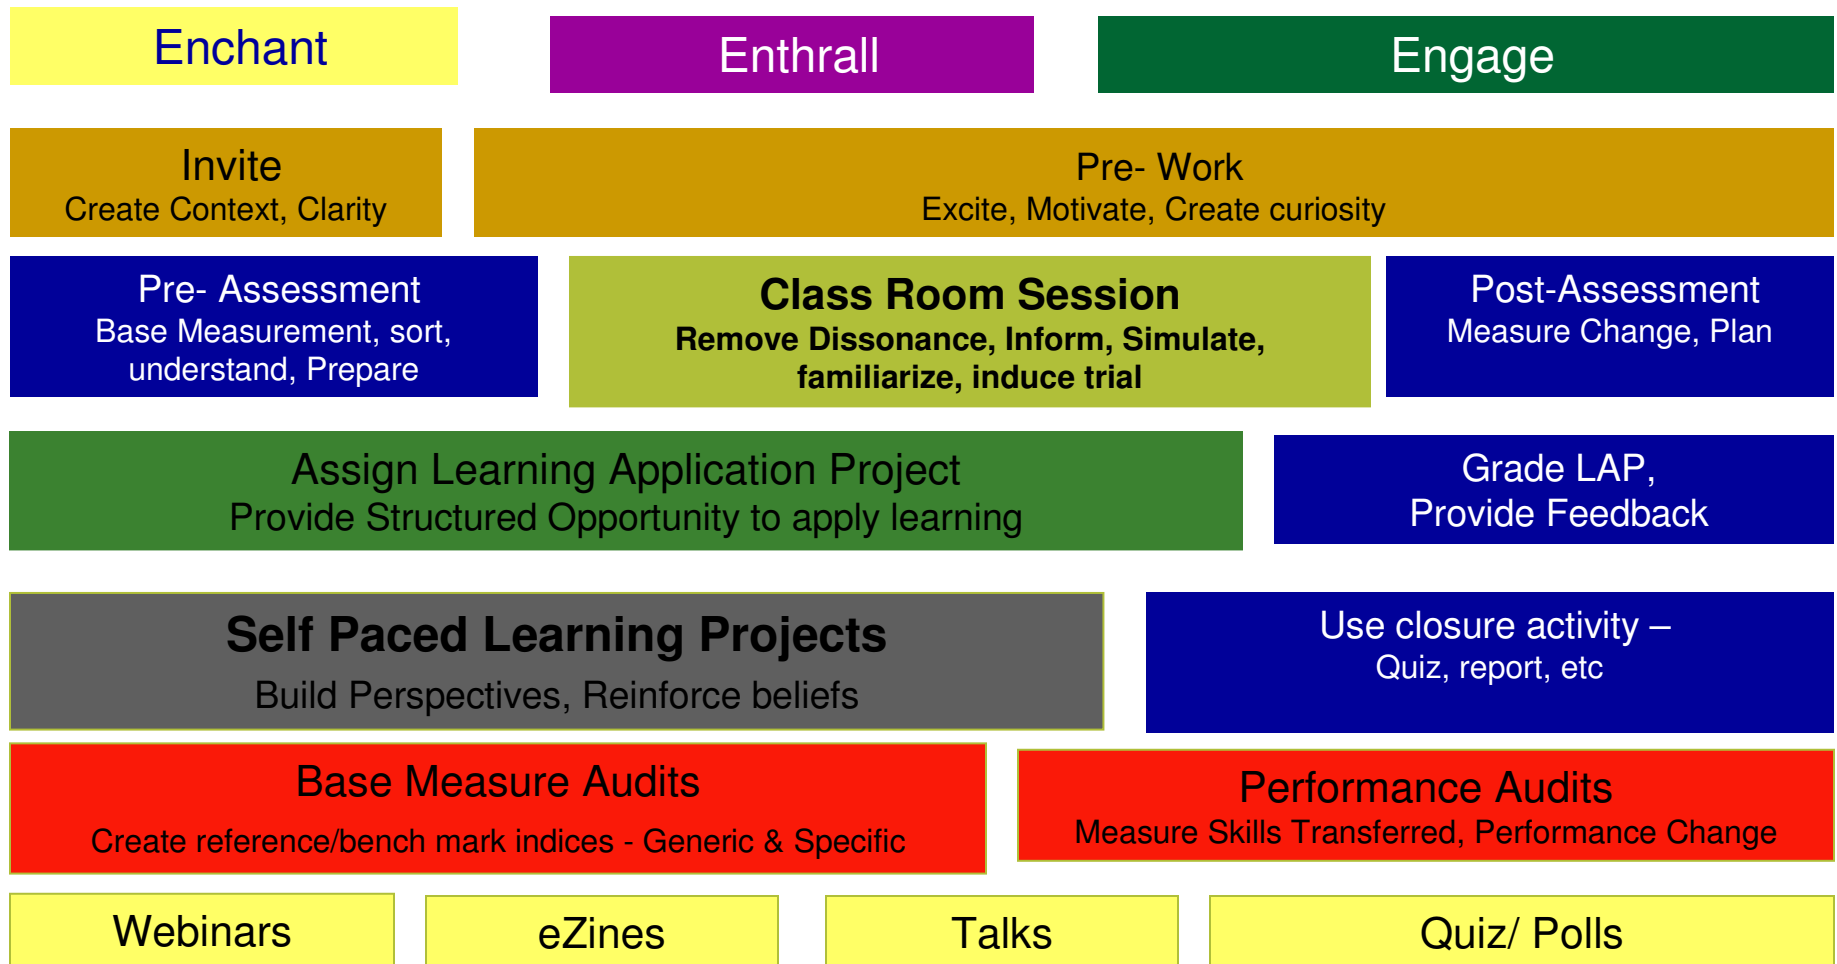 Enchant
Enthrall
Engage
Invite
Create Context, Clarity
Pre- Work
Excite, Motivate, Create curiosity
Pre- Assessment
Base Measurement, sort,
understand, Prepare
Class Room Session
Remove Dissonance, Inform, Simulate,
familiarize, induce trial
Post-Assessment
Measure Change, Plan
Assign Learning Application Project
Provide Structured Opportunity to apply learning
Grade LAP,
Provide Feedback
Self Paced Learning Projects
Build Perspectives, Reinforce beliefs
Use closure activity –
Quiz, report, etc
Base Measure Audits
Create reference/bench mark indices - Generic & Specific
Performance Audits
Measure Skills Transferred, Performance Change
Webinars
eZines
Talks
Quiz/ Polls